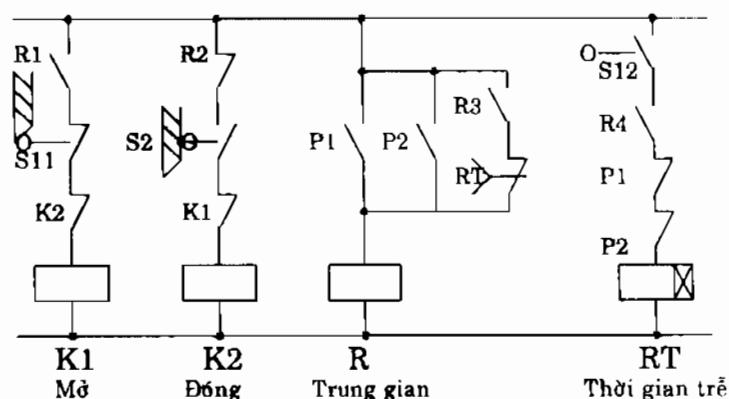 R1
R2
S12
R3
S2
P1
P2
R4
S11
RT
P1
K2
K1
P2
K1
K2
R
RT
Mở
Đóng
Trung gian
Thời gian trễ